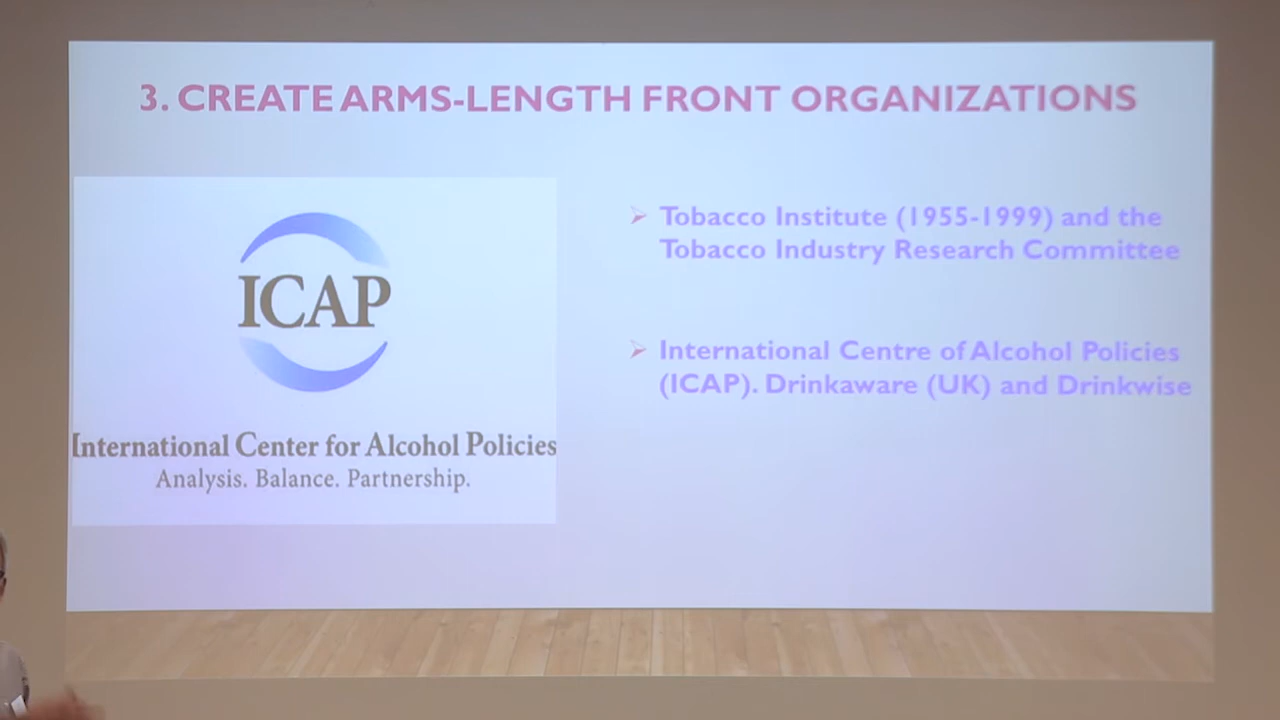 3. CREATE ARMS-LENGTH FRONT ORGANIZATIONS
ICAP
International Center for Alcohol Policies
Analysis. Balance. Partnership.
Tobacco Institute (1955-1999) and the
Tobacco Industry Research Committee
International Centre of Alcohol Policies
(ICAP). Drinkaware (UK) and Drinkwise